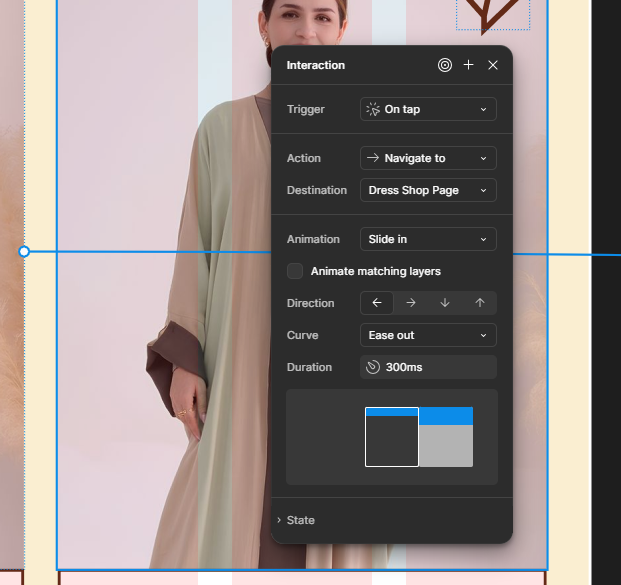 Interaction
Trigger On tap
Action Navigate to
Destination Dress Shop Page
Animation Slide in
Animate matching layers
Direction
Curve Ease out
Duration 300ms
State